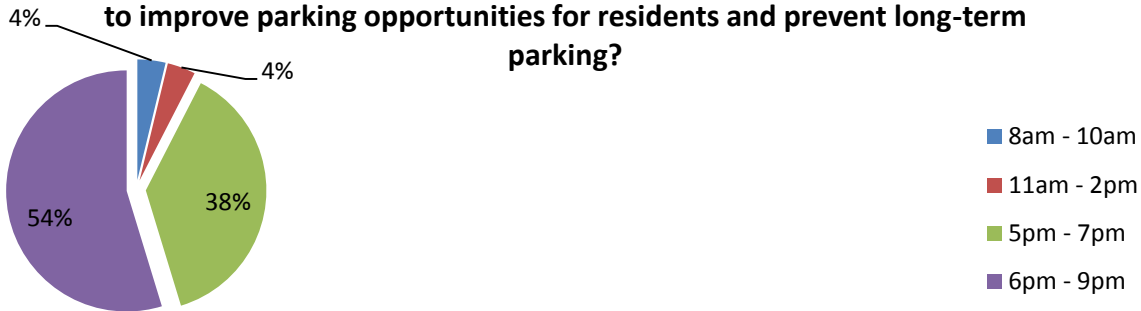 to improve parking opportunities for residents and prevent long-term
parking?
4%
4%
38%
54%
8am - 10am
11am - 2pm
5pm - 7pm
6pm - 9pm